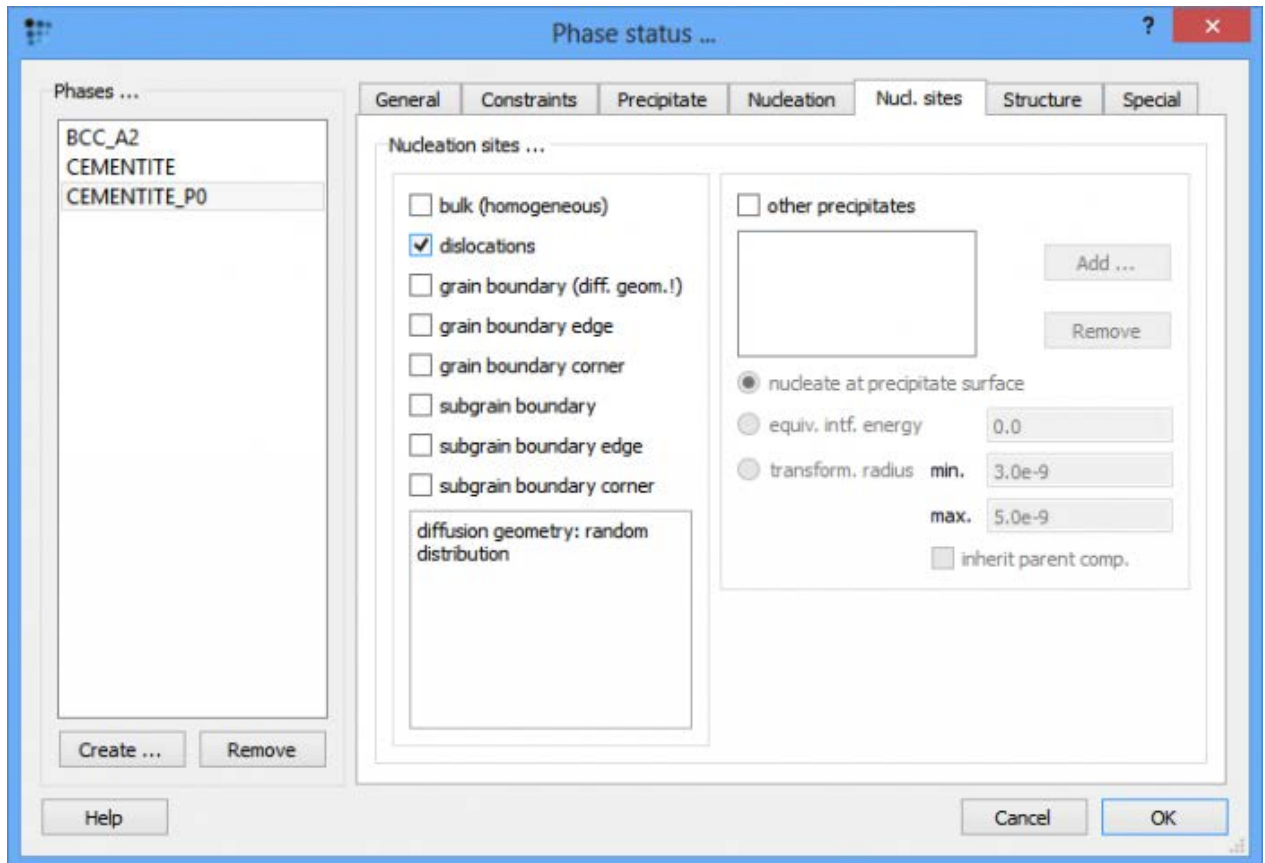 Phase status ...
?
Phases ...
BCC_A2
CEMENTITE
CEMENTITE_P0
Create ...
Remove
General
Constraints
Precipitate
Nucleation
Nucl. sites
Structure
Special
Nucleation sites ...
bulk (homogeneous)
dislocations
grain boundary (diff. geom.!)
grain boundary edge
grain boundary corner
subgrain boundary
subgrain boundary edge
subgrain boundary corner
diffusion geometry: random
distribution
other precipitates
Add ...
Remove
nucleate at precipitate surface
equiv. intf. energy 0.0
transform. radius min. 3.0e-9
max. 5.0e-9
inherit parent comp.
Help
Cancel
OK